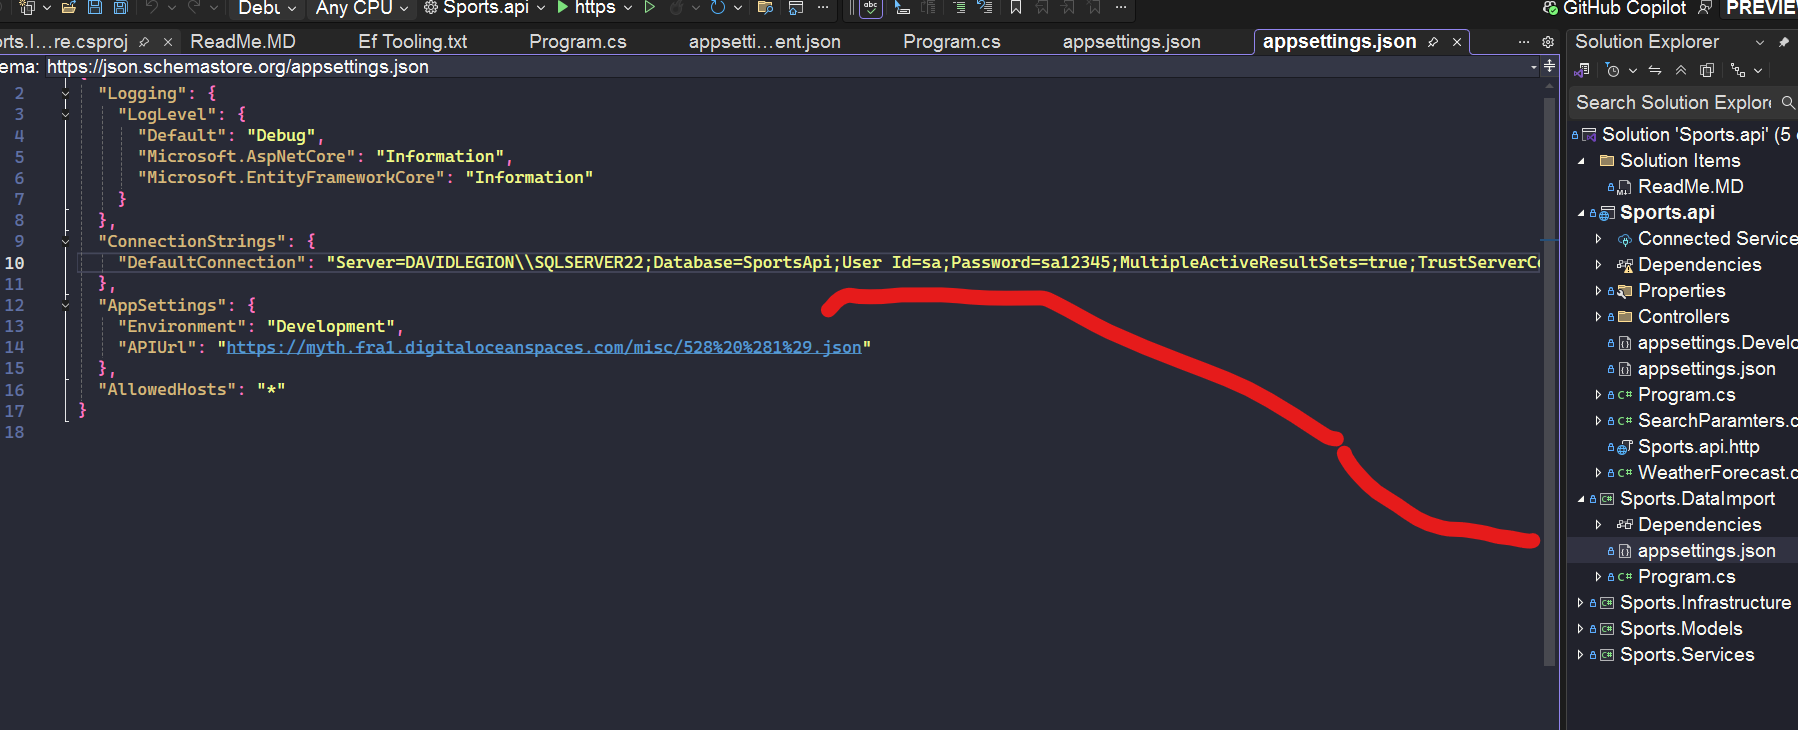 Debu Any CPU Sports.api https GitHub Copilot PREVIE
rts.I...re.csproj ReadMe.MD Ef Tooling.txt Program.cs appsetti...ent.json Program.cs appsettings.json appsettings.json
ema: https://json.schemastore.org/appsettings.json
2 "Logging": {
3 "LogLevel": {
4 "Default": "Debug",
5 "Microsoft.AspNetCore": "Information",
6 "Microsoft.EntityFrameworkCore": "Information"
7 }
8 },
9 "ConnectionStrings": {
10 "DefaultConnection": "Server=DAVIDLEGION\\SQLSERVER22;Database=SportsApi;User Id=sa;Password=sa12345;MultipleActiveResultSets=true;TrustServerC
11 },
12 "AppSettings": {
13 "Environment": "Development",
14 "APIUrl": "https://myth.fra1.digitaloceanspaces.com/misc/528%20%281%29.json"
15 },
16 "AllowedHosts": "*"
17 }
18
Solution Explorer
Search Solution Explore
Solution 'Sports.api' (5
Solution Items
ReadMe.MD
Sports.api
Connected Service
Dependencies
Properties
Controllers
appsettings.Develo
appsettings.json
Program.cs
SearchParamters.c
Sports.api.http
WeatherForecast.c
Sports.DataImport
Dependencies
appsettings.json
Program.cs
Sports.Infrastructure
Sports.Models
Sports.Services